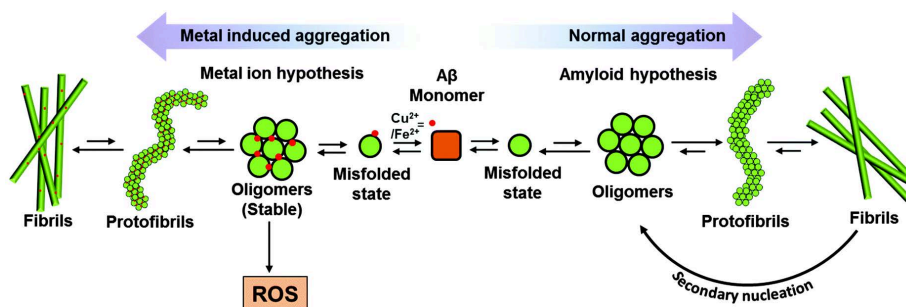 Metal induced aggregation
Normal aggregation
Metal ion hypothesis
Aβ
Monomer
Amyloid hypothesis
Cu²⁺
/Fe²⁺
=
Fibrils
Protofibrils
Oligomers
(Stable)
Misfolded
state
Misfolded
state
Oligomers
Protofibrils
Fibrils
ROS
Secondary nucleation